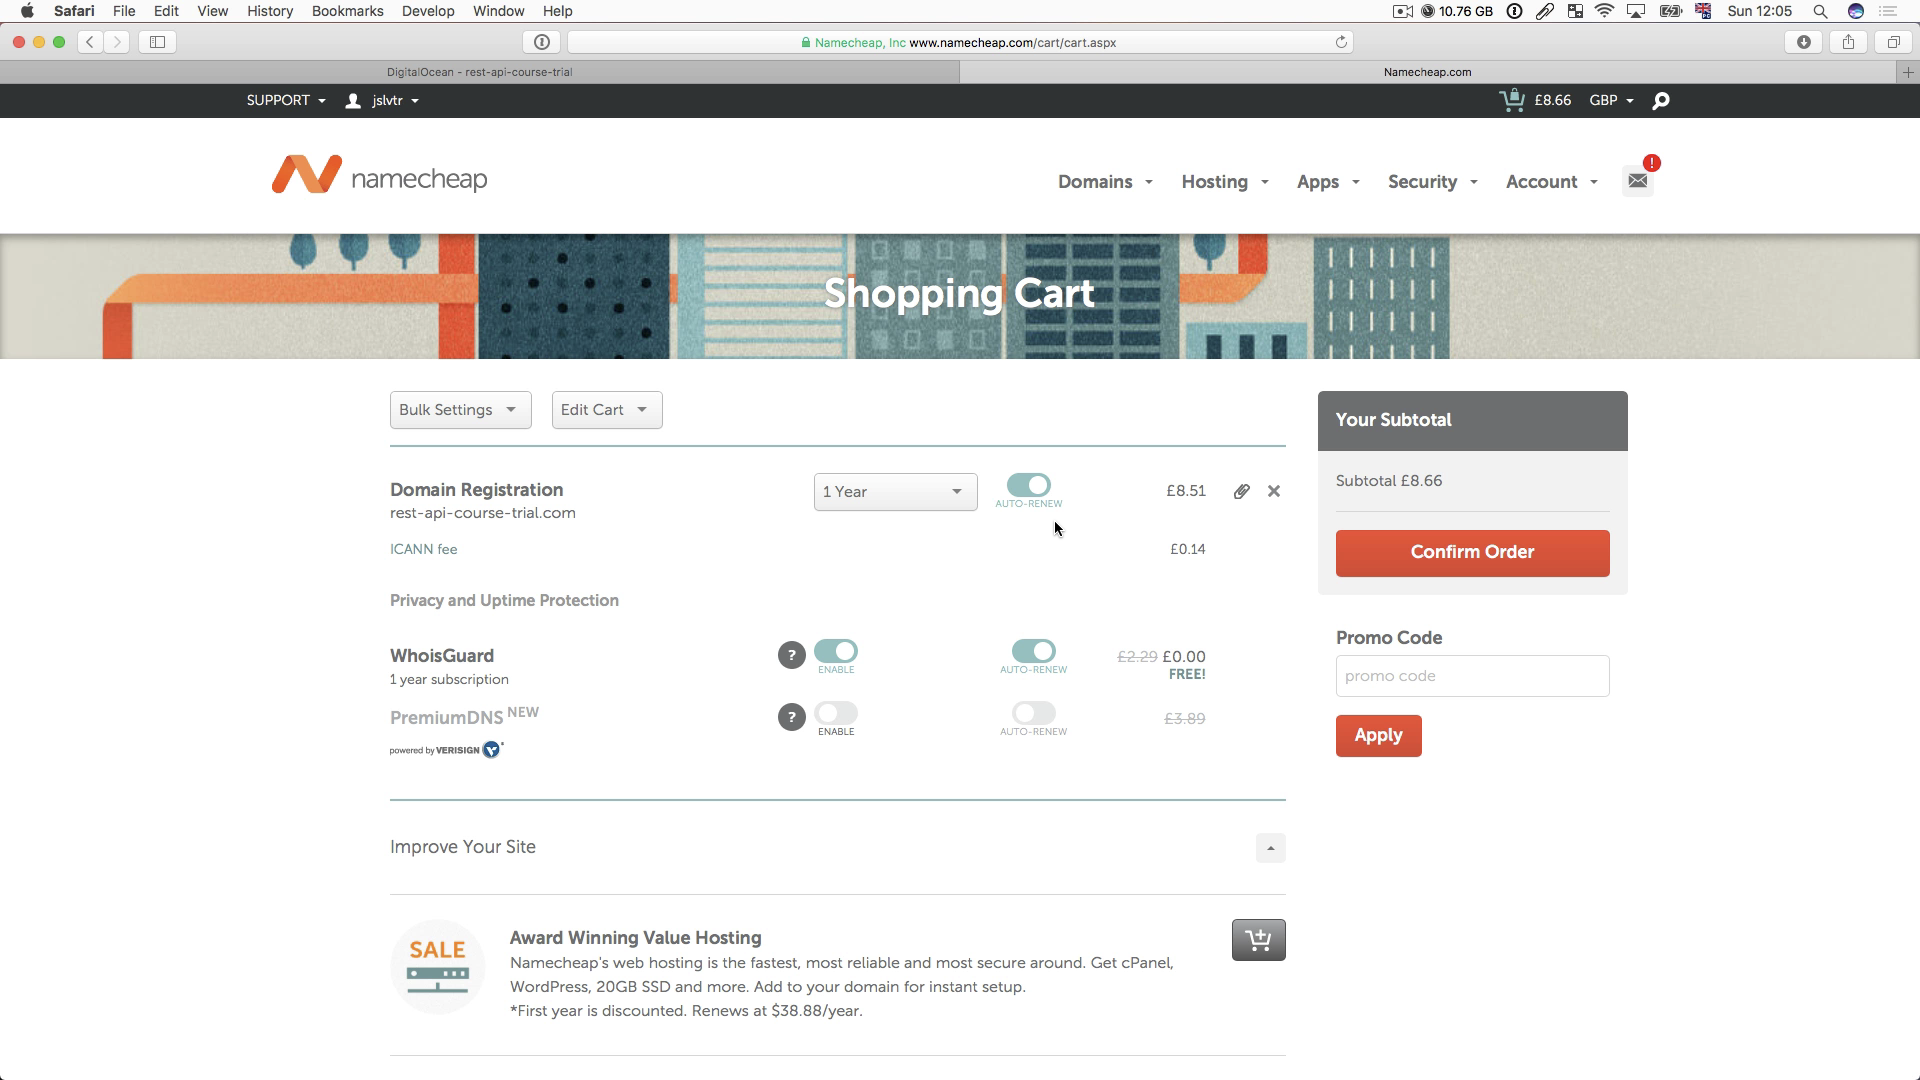 Safari File Edit View History Bookmarks Develop Window Help
10.76 GB Sun 12:05
Namecheap, Inc www.namecheap.com/cart/cart.aspx
DigitalOcean - rest-api-course-trial
Namecheap.com
SUPPORT jslvtr £8.66 GBP
namecheap
Domains Hosting Apps Security Account !
Shopping Cart
Bulk Settings Edit Cart
Your Subtotal
Subtotal £8.66
Confirm Order
Domain Registration 1 Year £8.51
AUTO-RENEW
rest-api-course-trial.com
ICANN fee £0.14
Privacy and Uptime Protection
WhoisGuard ? £2.29 £0.00
ENABLE AUTO-RENEW FREE!
1 year subscription
PremiumDNS NEW ? £3.89
ENABLE AUTO-RENEW
powered by VERISIGN
Promo Code
promo code
Apply
Improve Your Site
SALE
Award Winning Value Hosting
Namecheap's web hosting is the fastest, most reliable and most secure around. Get cPanel,
WordPress, 20GB SSD and more. Add to your domain for instant setup.
*First year is discounted. Renews at $38.88/year.